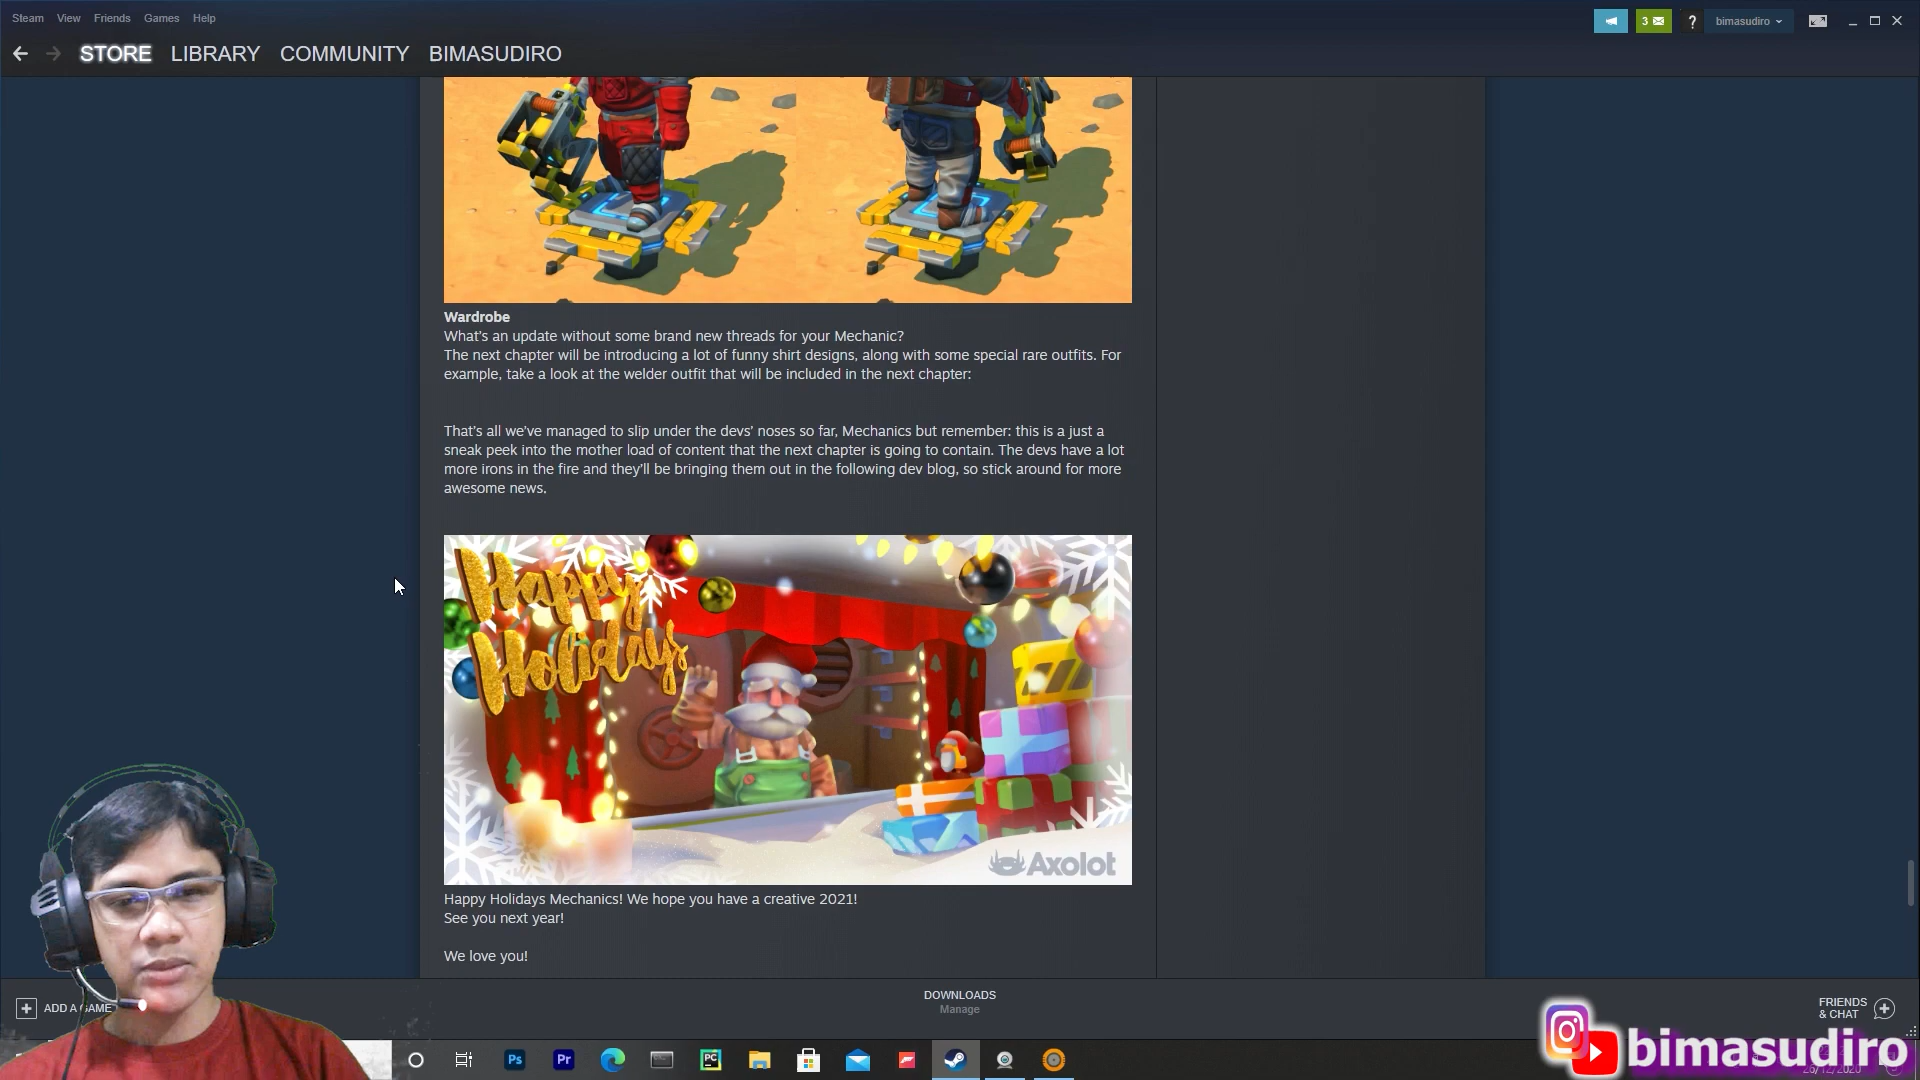 Steam View Friends Games Help
3 ? bimasudiro
STORE LIBRARY COMMUNITY BIMASUDIRO
Wardrobe
What's an update without some brand new threads for your Mechanic?
The next chapter will be introducing a lot of funny shirt designs, along with some special rare outfits. For
example, take a look at the welder outfit that will be included in the next chapter:
That's all we've managed to slip under the devs' noses so far, Mechanics but remember: this is a just a
sneak peek into the mother load of content that the next chapter is going to contain. The devs have a lot
more irons in the fire and they'll be bringing them out in the following dev blog, so stick around for more
awesome news.
Happy
Holidays
Axolot
Happy Holidays Mechanics! We hope you have a creative 2021!
See you next year!
We love you!
ADD A GAME
DOWNLOADS
Manage
FRIENDS
& CHAT
Ps Pr PC
bimasudiro